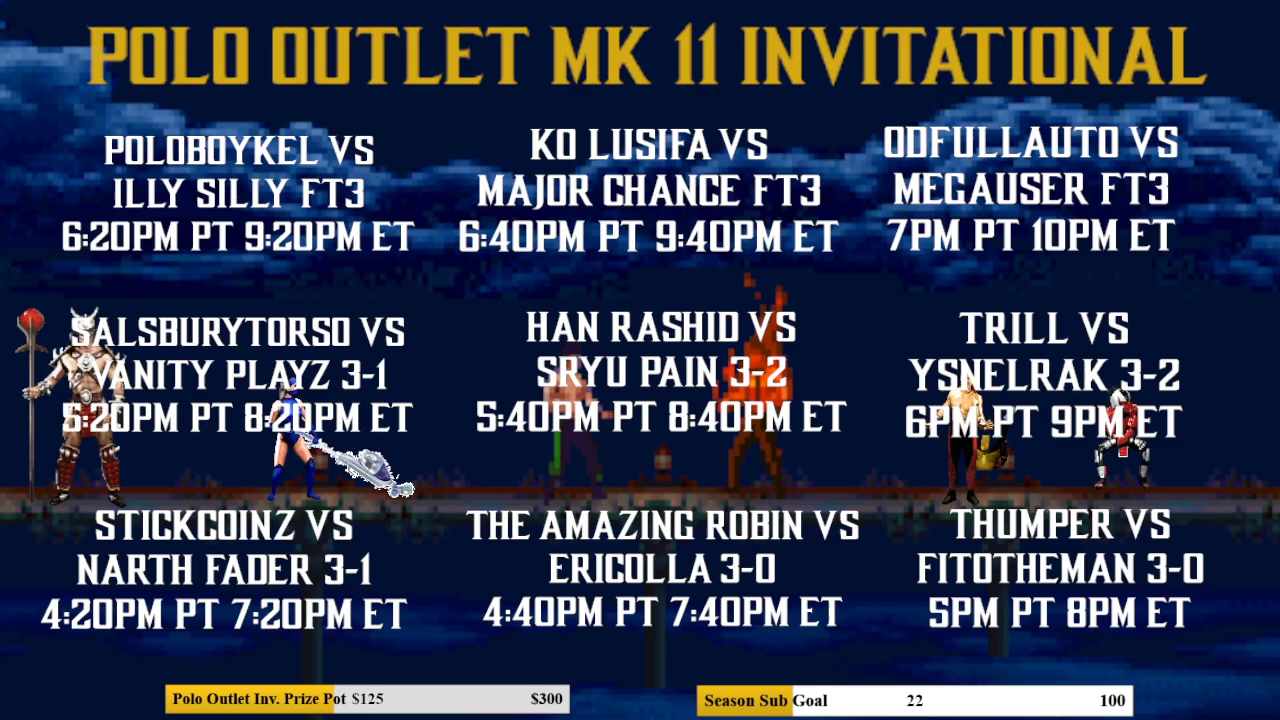 POLO OUTLET MK 11 INVITATIONAL
POLOBOYKEL VS
ILLY SILLY FT3
6:20PM PT 9:20PM ET
KO LUSIFA VS
MAJOR CHANCE FT3
6:40PM PT 9:40PM ET
ODFULLAUTO VS
MEGAUSER FT3
7PM PT 10PM ET
SALSBURYTORSO VS
VANITY PLAYZ 3-1
5:20PM PT 8:20PM ET
HAN RASHID VS
SRYU PAIN 3-2
5:40PM PT 8:40PM ET
TRILL VS
YSNELRAK 3-2
6PM PT 9PM ET
STICKCOINZ VS
NARTH FADER 3-1
4:20PM PT 7:20PM ET
THE AMAZING ROBIN VS
ERICOLLA 3-0
4:40PM PT 7:40PM ET
THUMPER VS
FITOTHEMAN 3-0
5PM PT 8PM ET
Polo Outlet Inv. Prize Pot $125 $300
Season Sub Goal 22 100